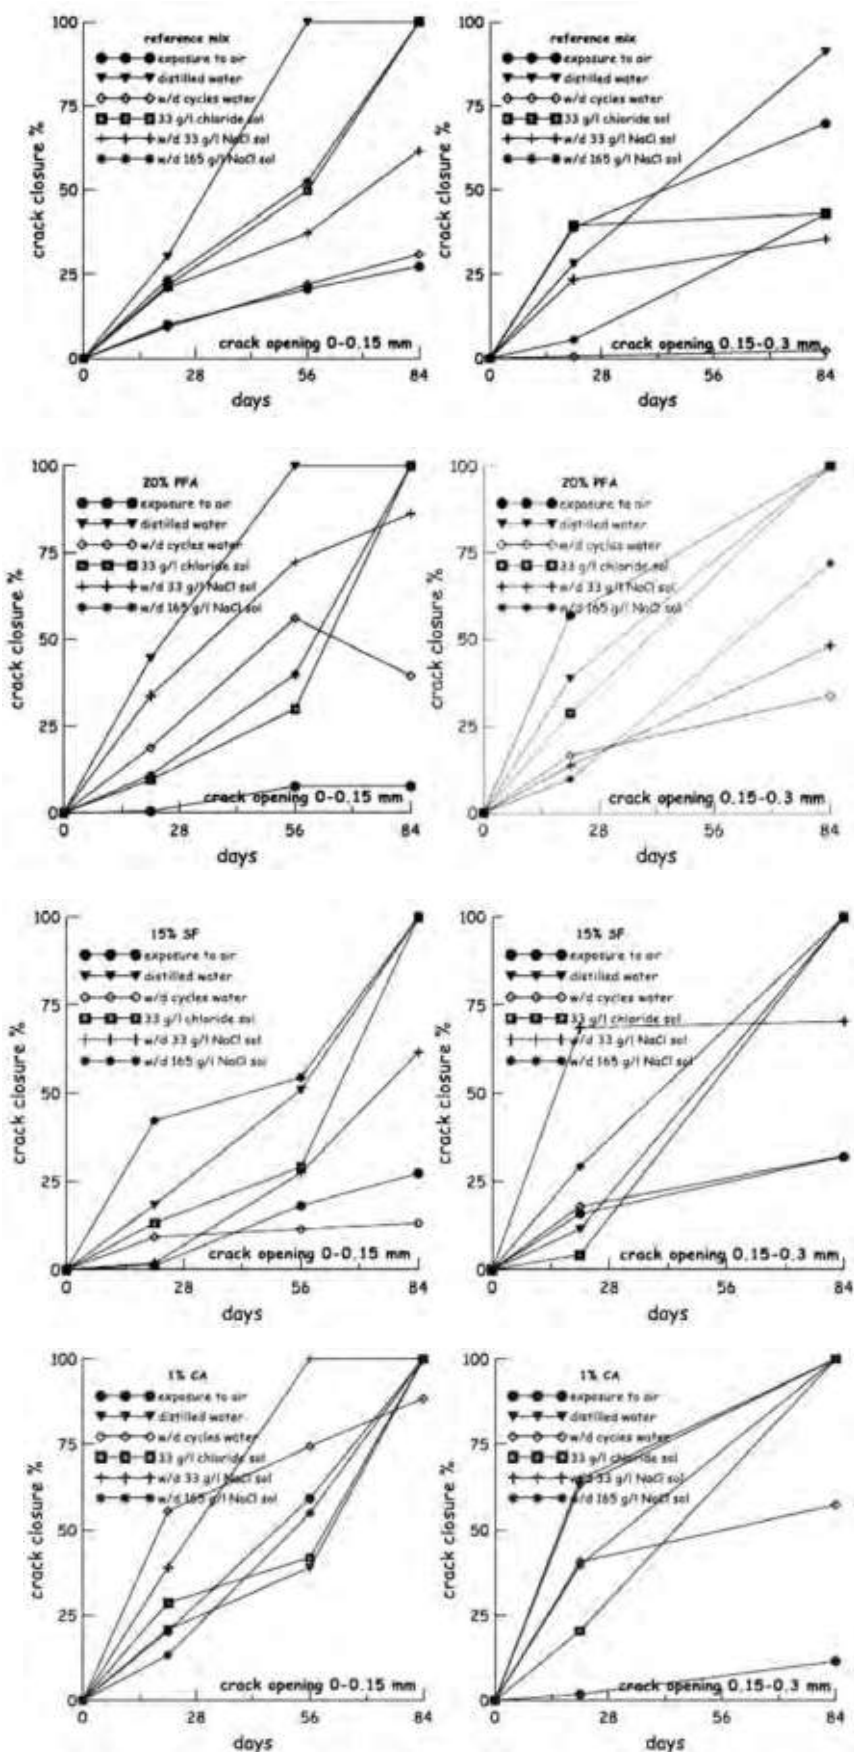 reference mix
exposure to air
distilled water
w/d cycles water
33 g/l chloride sol
w/d 33 g/l NaCl sol
w/d 165 g/l NaCl sol
100
75
50
25
0
crack closure %
crack opening 0-0.15 mm
0 28 56 84
days
reference mix
exposure to air
distilled water
w/d cycles water
33 g/l chloride sol
w/d 33 g/l NaCl sol
w/d 165 g/l NaCl sol
100
75
50
25
0
crack closure %
crack opening 0.15-0.3 mm
0 28 56 84
days
20% PFA
exposure to air
distilled water
w/d cycles water
33 g/l chloride sol
w/d 33 g/l NaCl sol
w/d 165 g/l NaCl sol
100
75
50
25
0
crack closure %
crack opening 0-0.15 mm
0 28 56 84
days
20% PFA
exposure to air
distilled water
w/d cycles water
33 g/l chloride sol
w/d 33 g/l NaCl sol
w/d 165 g/l NaCl sol
100
75
50
25
0
crack closure %
crack opening 0.15-0.3 mm
0 28 56 84
days
15% SF
exposure to air
distilled water
w/d cycles water
33 g/l chloride sol
w/d 33 g/l NaCl sol
w/d 165 g/l NaCl sol
100
75
50
25
0
crack closure %
crack opening 0-0.15 mm
0 28 56 84
days
15% SF
exposure to air
distilled water
w/d cycles water
33 g/l chloride sol
w/d 33 g/l NaCl sol
w/d 165 g/l NaCl sol
100
75
50
25
0
crack closure %
crack opening 0.15-0.3 mm
0 28 56 84
days
1% CA
exposure to air
distilled water
w/d cycles water
33 g/l chloride sol
w/d 33 g/l NaCl sol
w/d 165 g/l NaCl sol
100
75
50
25
0
crack closure %
crack opening 0-0.15 mm
0 28 56 84
days
1% CA
exposure to air
distilled water
w/d cycles water
33 g/l chloride sol
w/d 33 g/l NaCl sol
w/d 165 g/l NaCl sol
100
75
50
25
0
crack closure %
crack opening 0.15-0.3 mm
0 28 56 84
days